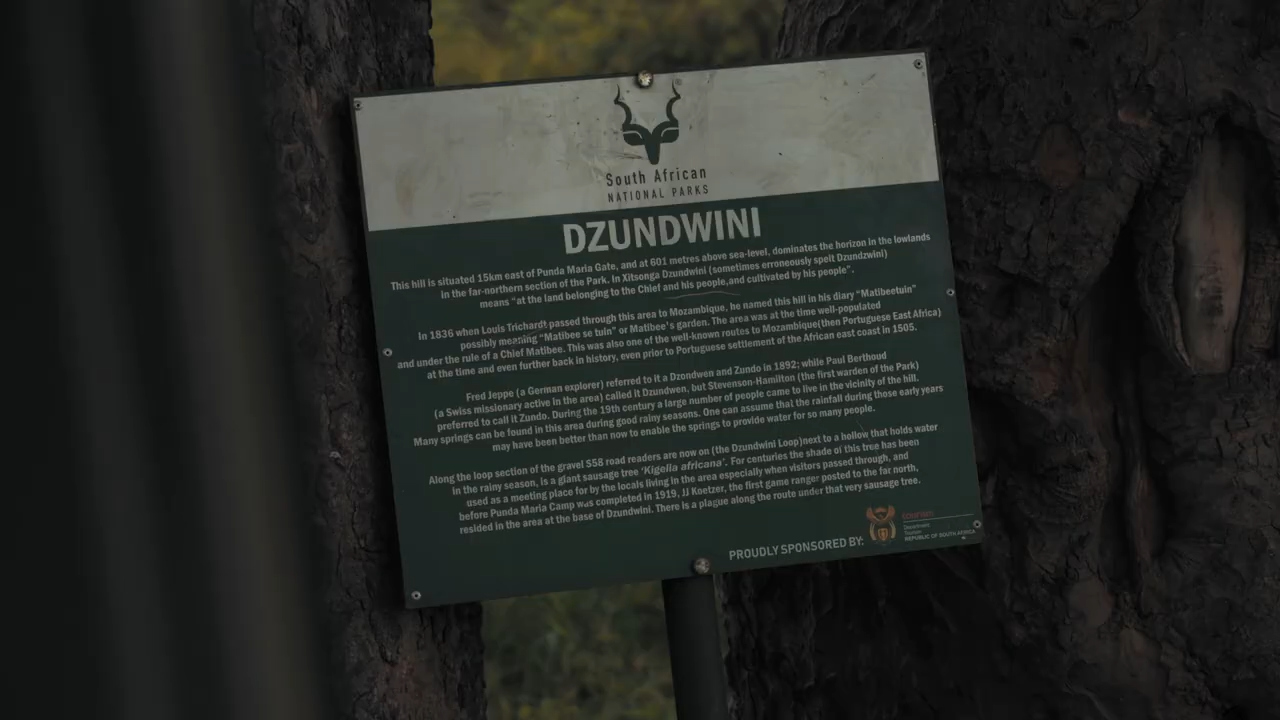 South African
NATIONAL PARKS
DZUNDWINI
This hill is situated 15km east of Punda Maria Gate, and at 601 metres above sea-level, dominates the horizon in the lowlands
in the far-northern section of the Park. In Xitsonga Dzundwini (sometimes erroneously spelt Dzundzwini)
means "at the land belonging to the Chief and his people,and cultivated by his people".
In 1836 when Louis Trichardt passed through this area to Mozambique, he named this hill in his diary "Matibeetuin"
possibly meaning "Matibee se tuin" or Matibee's garden. The area was at the time well-populated
and under the rule of a Chief Matibee. This was also one of the well-known routes to Mozambique(then Portuguese East Africa)
at the time and even further back in history, even prior to Portuguese settlement of the African east coast in 1505.
Fred Jeppe (a German explorer) referred to it a Dzondwen and Zundo in 1892; while Paul Berthoud
(a Swiss missionary active in the area) called it Dzundwen, but Stevenson-Hamilton (the first warden of the Park)
preferred to call it Zundo. During the 19th century a large number of people came to live in the vicinity of the hill.
Many springs can be found in this area during good rainy seasons. One can assume that the rainfall during those early years
may have been better than now to enable the springs to provide water for so many people.
Along the loop section of the gravel S58 road readers are now on (the Dzundwini Loop)next to a hollow that holds water
in the rainy season, is a giant sausage tree 'Kigelia africana'. For centuries the shade of this tree has been
used as a meeting place for by the locals living in the area especially when visitors passed through, and
before Punda Maria Camp was completed in 1919, JJ Koetzer, the first game ranger posted to the far north,
resided in the area at the base of Dzundwini. There is a plague along the route under that very sausage tree.
PROUDLY SPONSORED BY:
tourism
Department:
Tourism
REPUBLIC OF SOUTH AFRICA